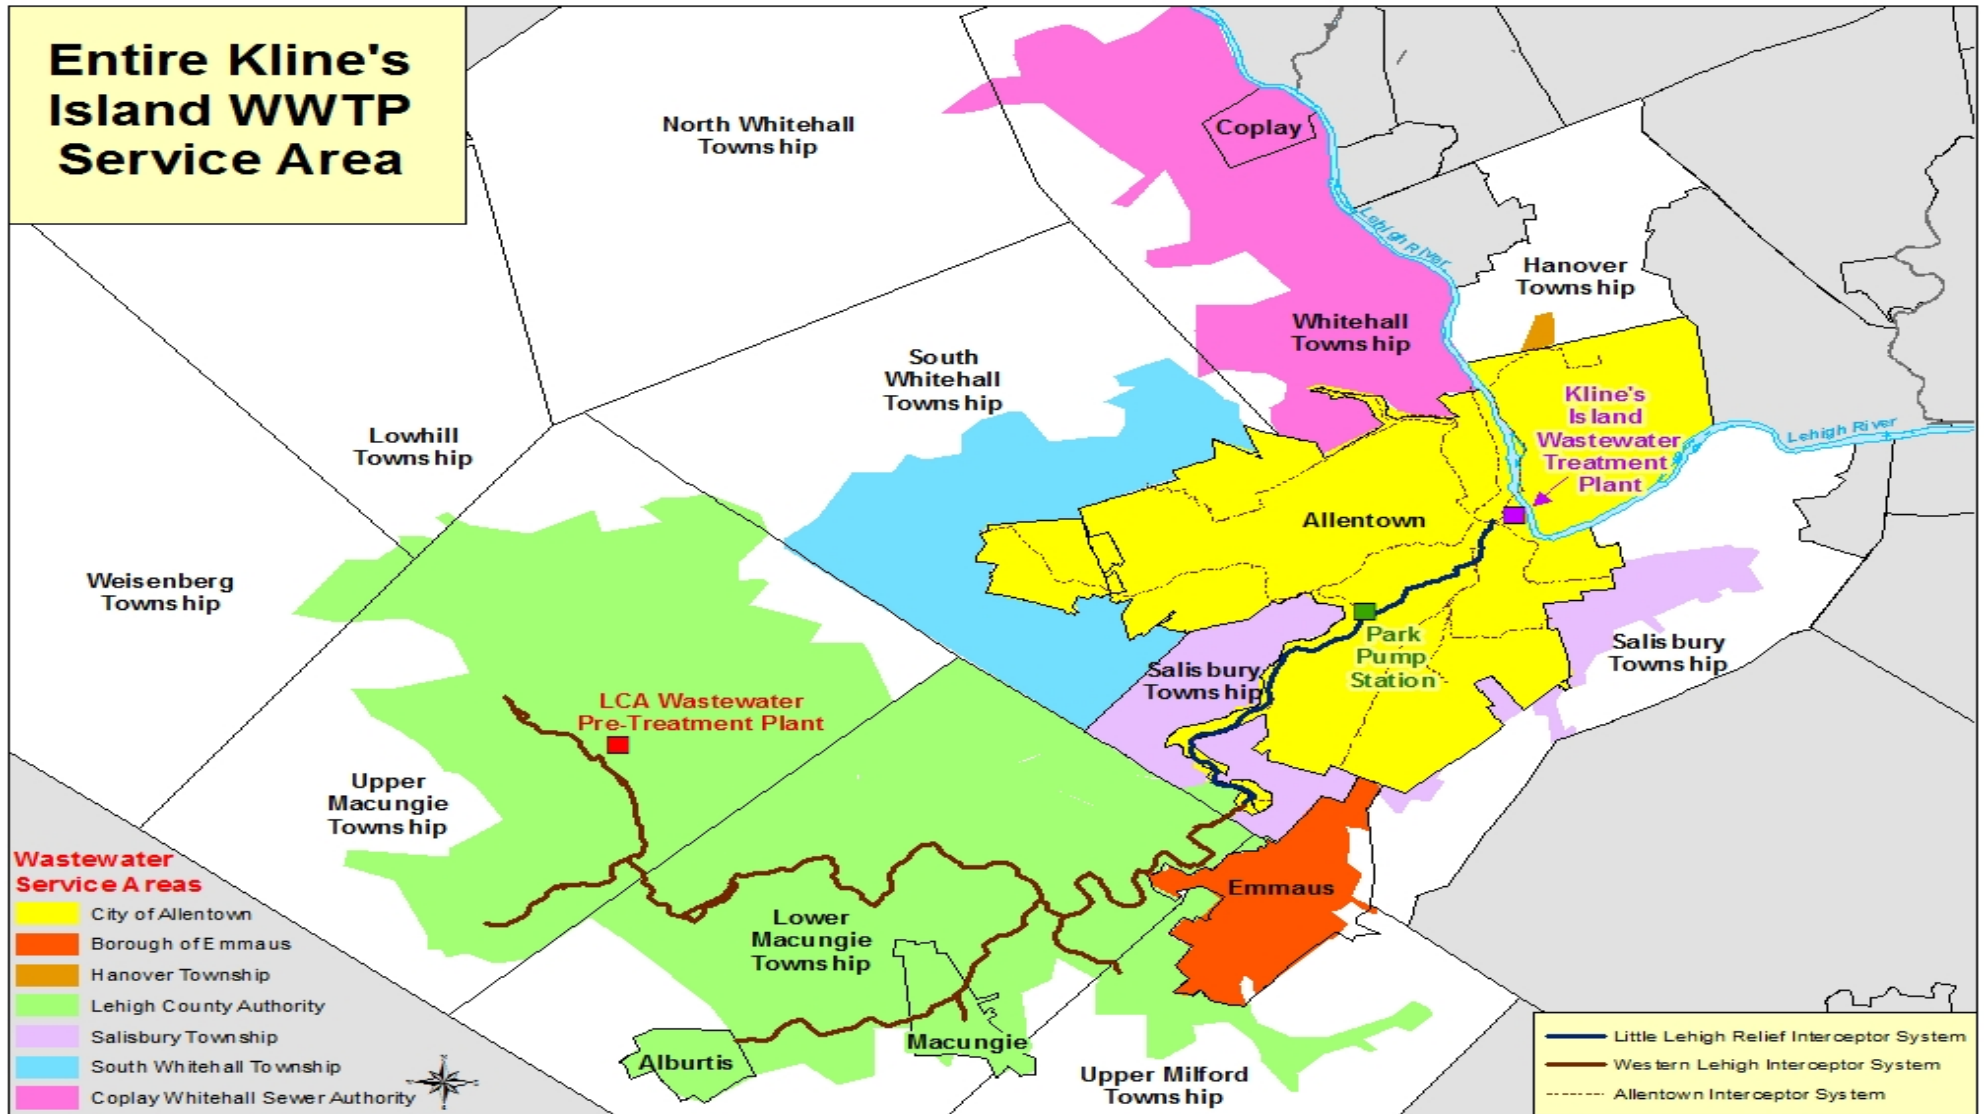 Entire Kline's
Island WWTP
Service Area
North Whitehall
Township
Coplay
Lehigh River
Hanover
Township
Whitehall
Township
South
Whitehall
Township
Kline's
Island
Wastewater
Treatment
Plant
Lehigh River
Lowhill
Township
Allentown
Weisenberg
Township
Park
Pump
Station
Salisbury
Township
Salisbury
Township
LCA Wastewater
Pre-Treatment Plant
Upper
Macungie
Township
Emmaus
Lower
Macungie
Township
Macungie
Alburtis
Upper Milford
Township
Wastewater
Service Areas
City of Allentown
Borough of Emmaus
Hanover Township
Lehigh County Authority
Salisbury Township
South Whitehall Township
Coplay Whitehall Sewer Authority
Little Lehigh Relief Interceptor System
Western Lehigh Interceptor System
Allentown Interceptor System